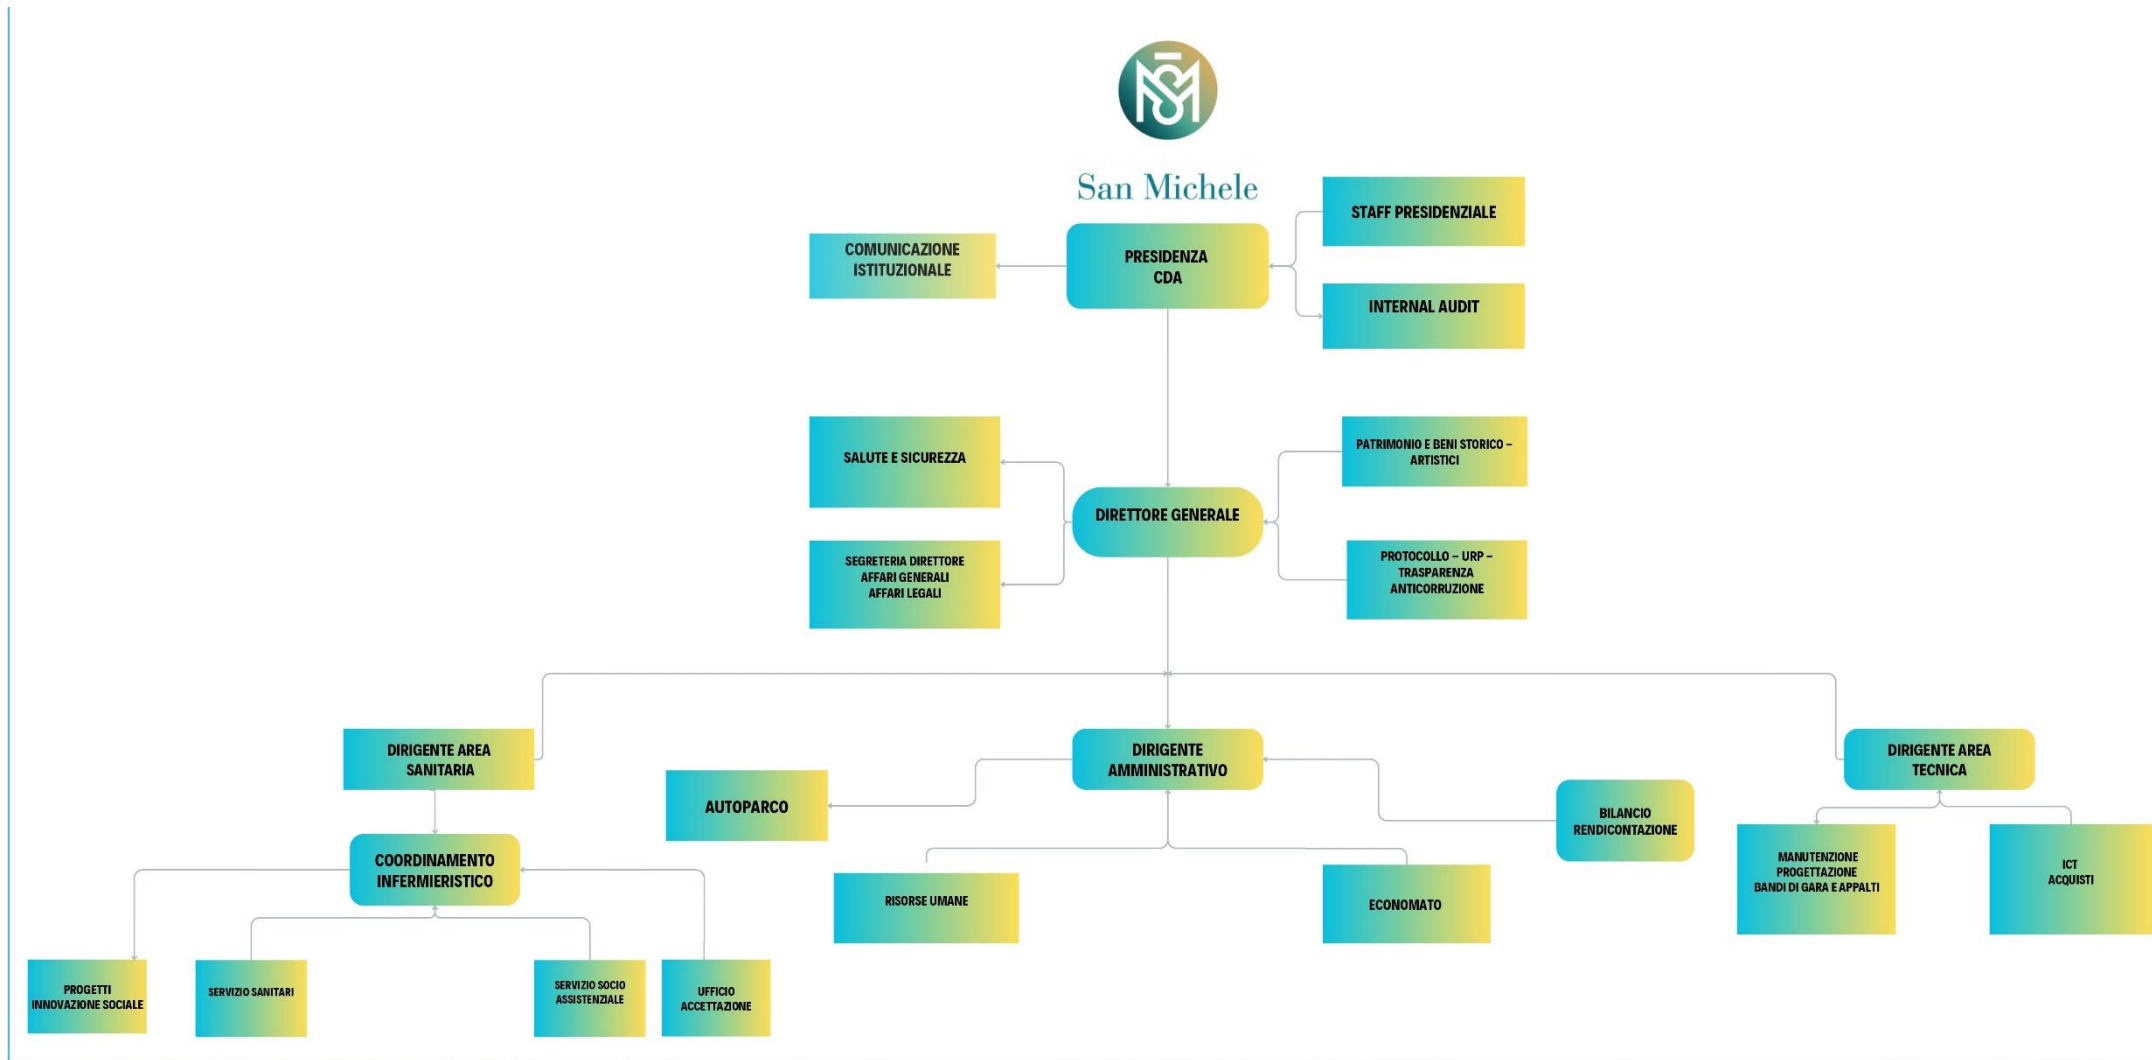 San Michele
STAFF PRESIDENZIALE
COMUNICAZIONE
ISTITUZIONALE
PRESIDENZA
CDA
INTERNAL AUDIT
SALUTE E SICUREZZA
PATRIMONIO E BENI STORICO –
ARTISTICI
DIRETTORE GENERALE
SEGRETERIA DIRETTORE
AFFARI GENERALI
AFFARI LEGALI
PROTOCOLLO – URP –
TRASPARENZA
ANTICORRUZIONE
DIRIGENTE AREA
SANITARIA
DIRIGENTE
AMMINISTRATIVO
DIRIGENTE AREA
TECNICA
AUTOPARCO
BILANCIO
RENDICONTAZIONE
COORDINAMENTO
INFERMIERISTICO
RISORSE UMANE
ECONOMATO
MANUTENZIONE
PROGETTAZIONE
BANDI DI GARA E APPALTI
ICT
ACQUISTI
PROGETTI
INNOVAZIONE SOCIALE
SERVIZIO SANITARI
SERVIZIO SOCIO
ASSISTENZIALE
UFFICIO
ACCETTAZIONE